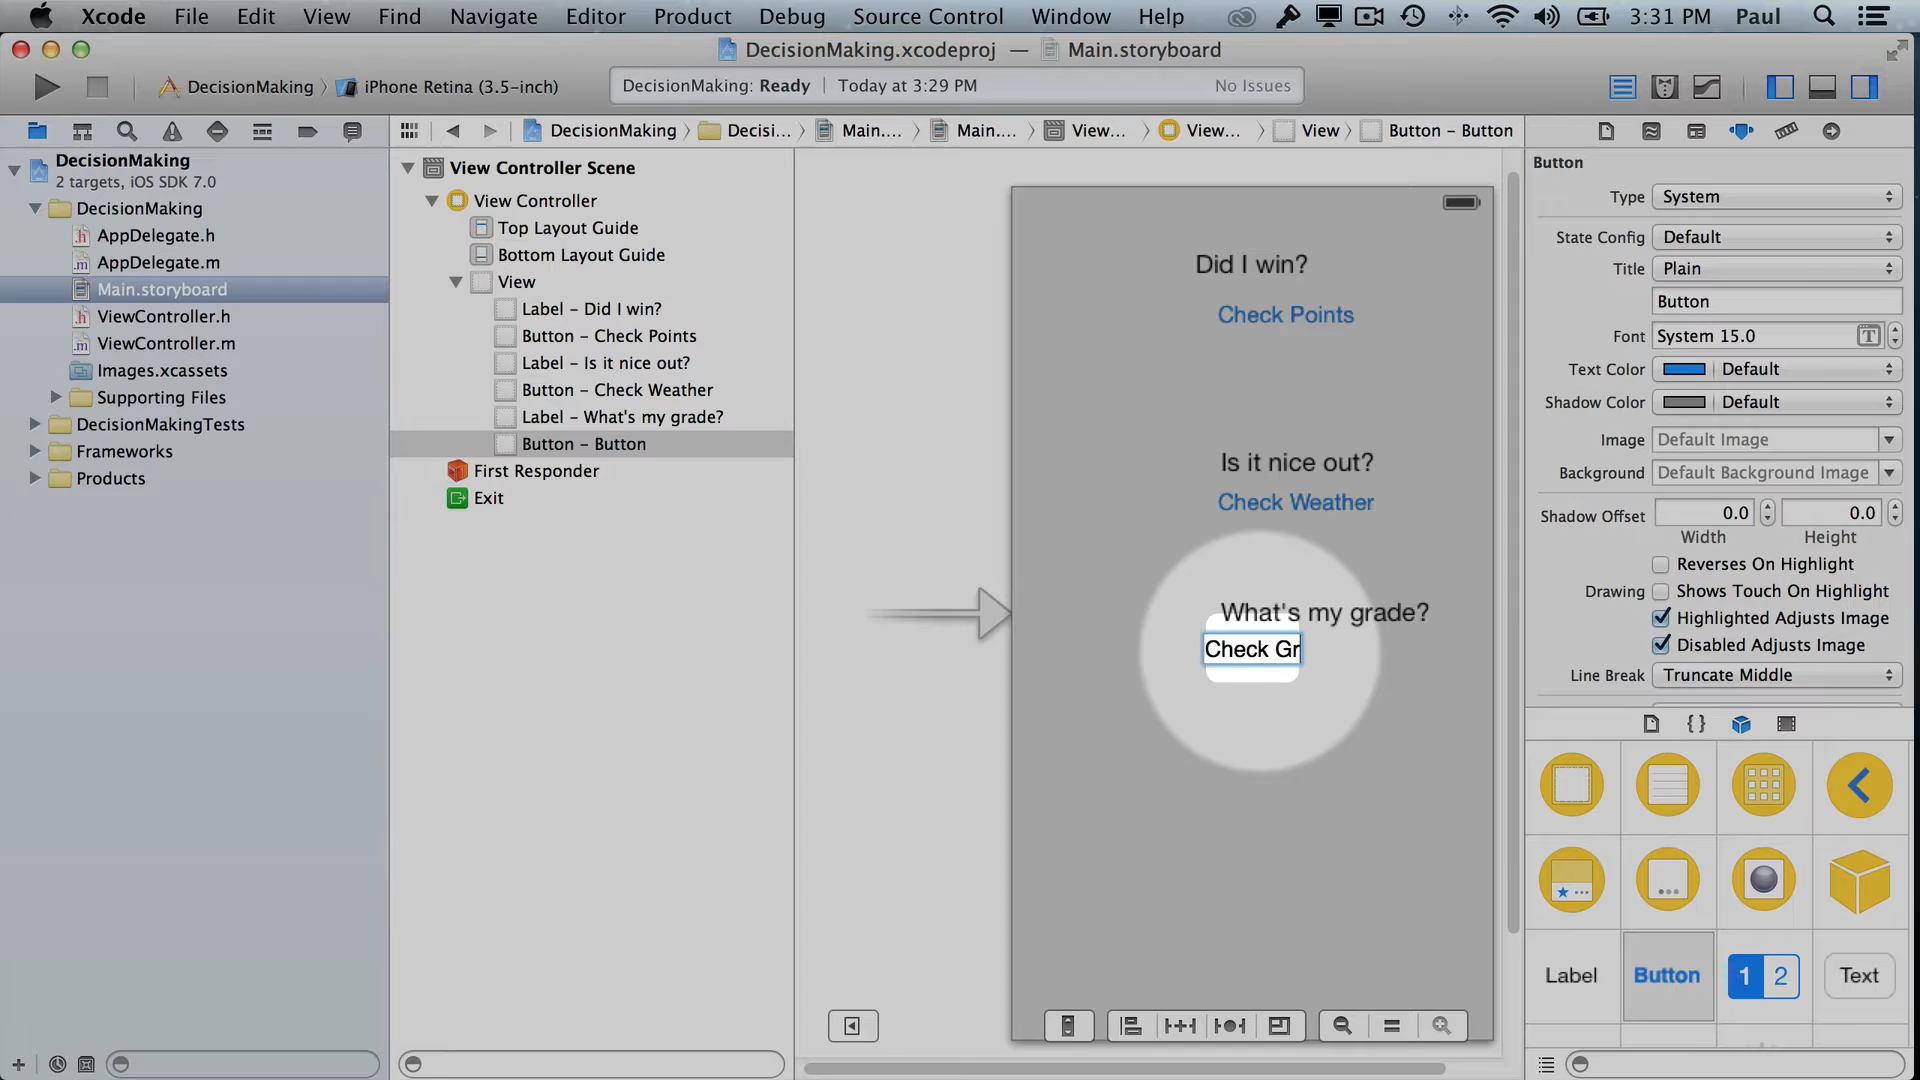 Xcode File Edit View Find Navigate Editor Product Debug Source Control Window Help 3:31 PM Paul
DecisionMaking.xcodeproj — Main.storyboard
DecisionMaking iPhone Retina (3.5-inch) DecisionMaking: Ready Today at 3:29 PM No Issues
DecisionMaking Decisi... Main.... Main.... View... View... View Button – Button
DecisionMaking
2 targets, iOS SDK 7.0
DecisionMaking
AppDelegate.h
AppDelegate.m
Main.storyboard
ViewController.h
ViewController.m
Images.xcassets
Supporting Files
DecisionMakingTests
Frameworks
Products
View Controller Scene
View Controller
Top Layout Guide
Bottom Layout Guide
View
Label – Did I win?
Button – Check Points
Label – Is it nice out?
Button – Check Weather
Label – What's my grade?
Button – Button
First Responder
Exit
Did I win?
Check Points
Is it nice out?
Check Weather
What's my grade?
Check Gr
Button
Type System
State Config Default
Title Plain
Button
Font System 15.0
Text Color Default
Shadow Color Default
Image Default Image
Background Default Background Image
Shadow Offset 0.0 0.0
Width Height
Reverses On Highlight
Drawing Shows Touch On Highlight
Highlighted Adjusts Image
Disabled Adjusts Image
Line Break Truncate Middle
Label Button 1 2 Text